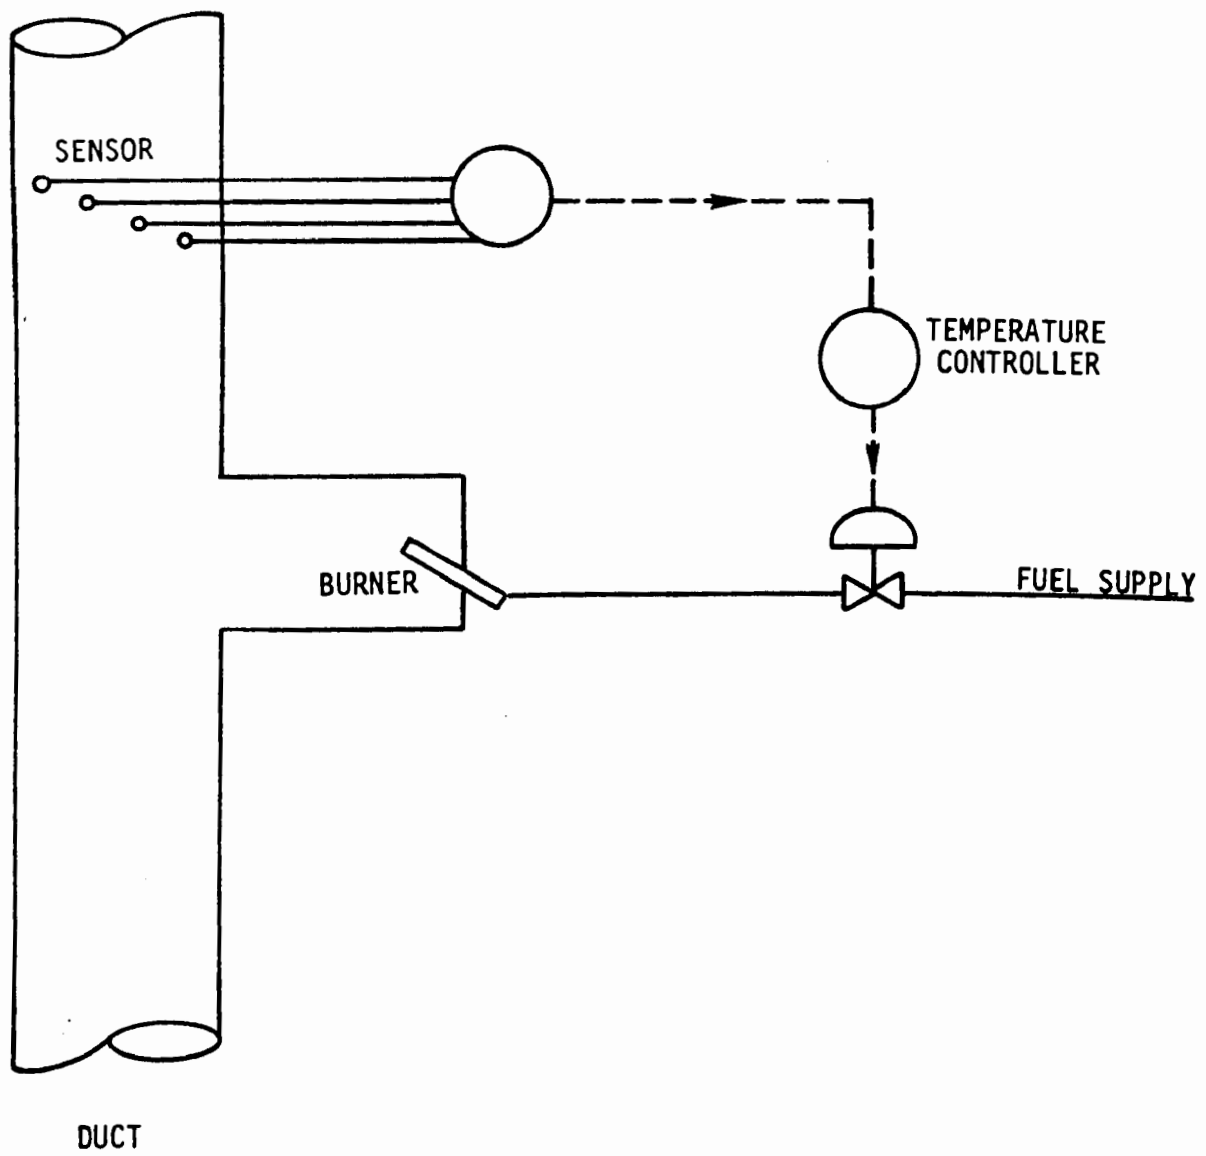 SENSOR
TEMPERATURE
CONTROLLER
BURNER
FUEL SUPPLY
DUCT